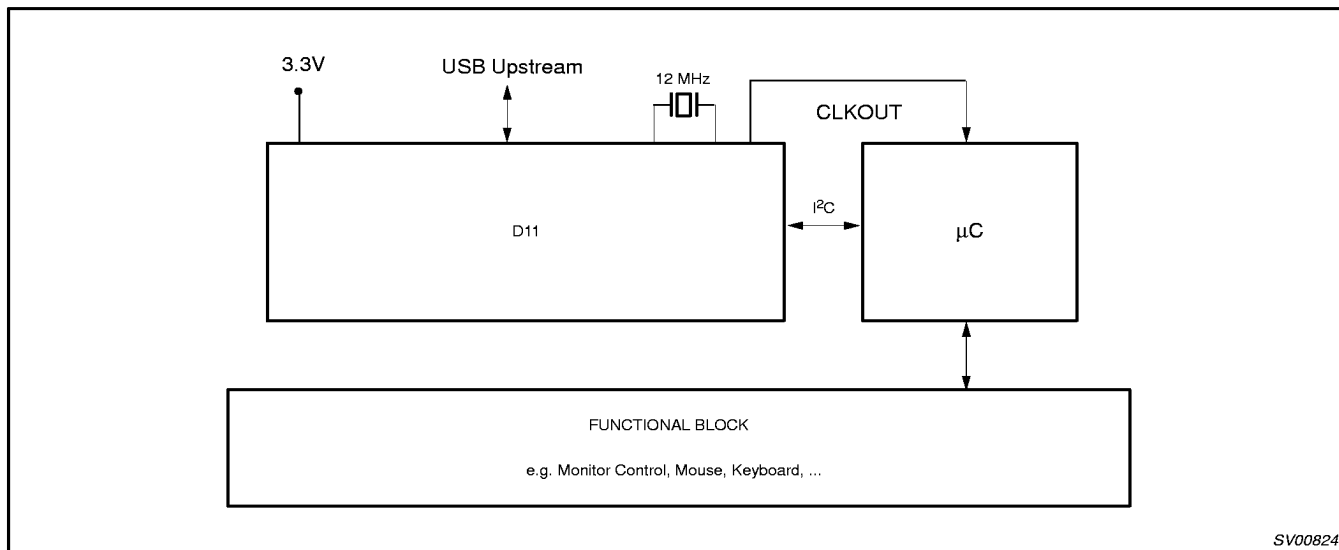 3.3V
USB Upstream
12 MHz
CLKOUT
D11
I²C
μC
FUNCTIONAL BLOCK
e.g. Monitor Control, Mouse, Keyboard, ...
SV00824